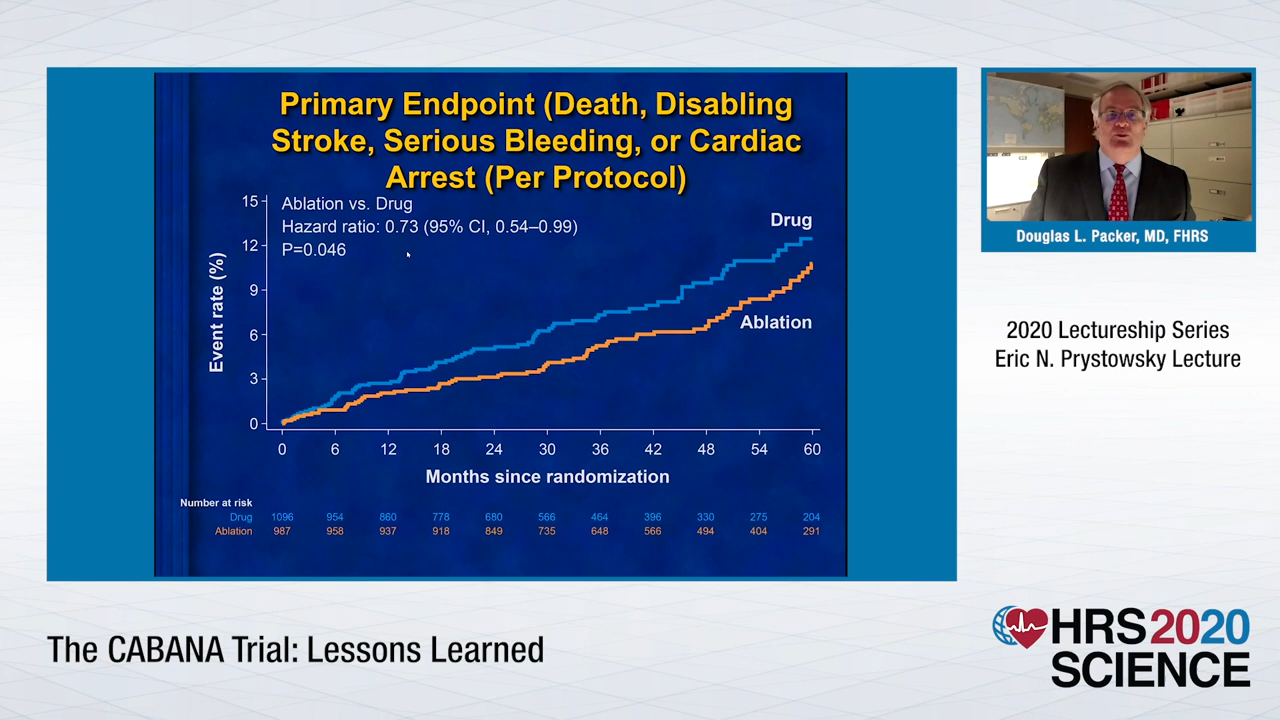 Primary Endpoint (Death, Disabling
Stroke, Serious Bleeding, or Cardiac
Arrest (Per Protocol)
Ablation vs. Drug
Hazard ratio: 0.73 (95% CI, 0.54–0.99)
P=0.046
Event rate (%)
15
12
9
6
3
0
Drug
Ablation
0 6 12 18 24 30 36 42 48 54 60
Months since randomization
Number at risk
Drug 1096 954 860 778 680 566 464 396 330 275 204
Ablation 987 958 937 918 849 735 648 566 494 404 291
Douglas L. Packer, MD, FHRS
2020 Lectureship Series
Eric N. Prystowsky Lecture
The CABANA Trial: Lessons Learned
HRS2020
SCIENCE